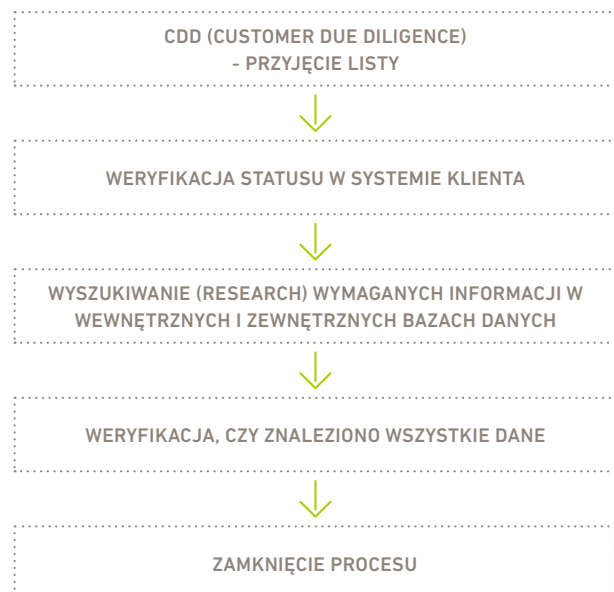 CDD (CUSTOMER DUE DILIGENCE)
- PRZYJĘCIE LISTY
WERYFIKACJA STATUSU W SYSTEMIE KLIENTA
WYSZUKIWANIE (RESEARCH) WYMAGANYCH INFORMACJI W
WEWNĘTRZNYCH I ZEWNĘTRZNYCH BAZACH DANYCH
WERYFIKACJA, CZY ZNALEZIONO WSZYSTKIE DANE
ZAMKNIĘCIE PROCESU